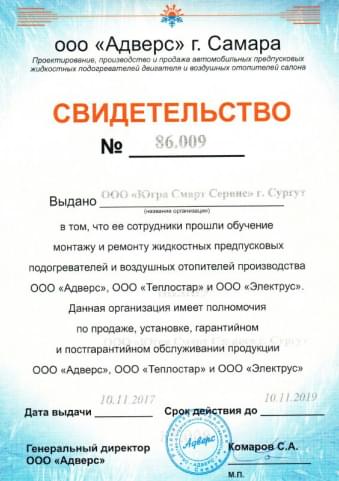 ООО «Адверс» г. Самара
Проектирование, производство и продажа автомобильных предпусковых
жидкостных подогревателей двигателя и воздушных отопителей салона
СВИДЕТЕЛЬСТВО
№ 86.009
Выдано ООО «Югра Смарт Сервис» г. Сургут
(название организации)
в том, что ее сотрудники прошли обучение
монтажу и ремонту жидкостных предпусковых
подогревателей и воздушных отопителей производства
ООО «Адверс», ООО «Теплостар» и ООО «Электрус».
Данная организация имеет полномочия
по продаже, установке, гарантийном
и постгарантийном обслуживании продукции
ООО «Адверс», ООО «Теплостар» и ООО «Электрус»
Дата выдачи 10.11.2017 Срок действия до 10.11.2019
Генеральный директор
ООО «Адверс»
Адверс
Комаров С.А.
М.П.